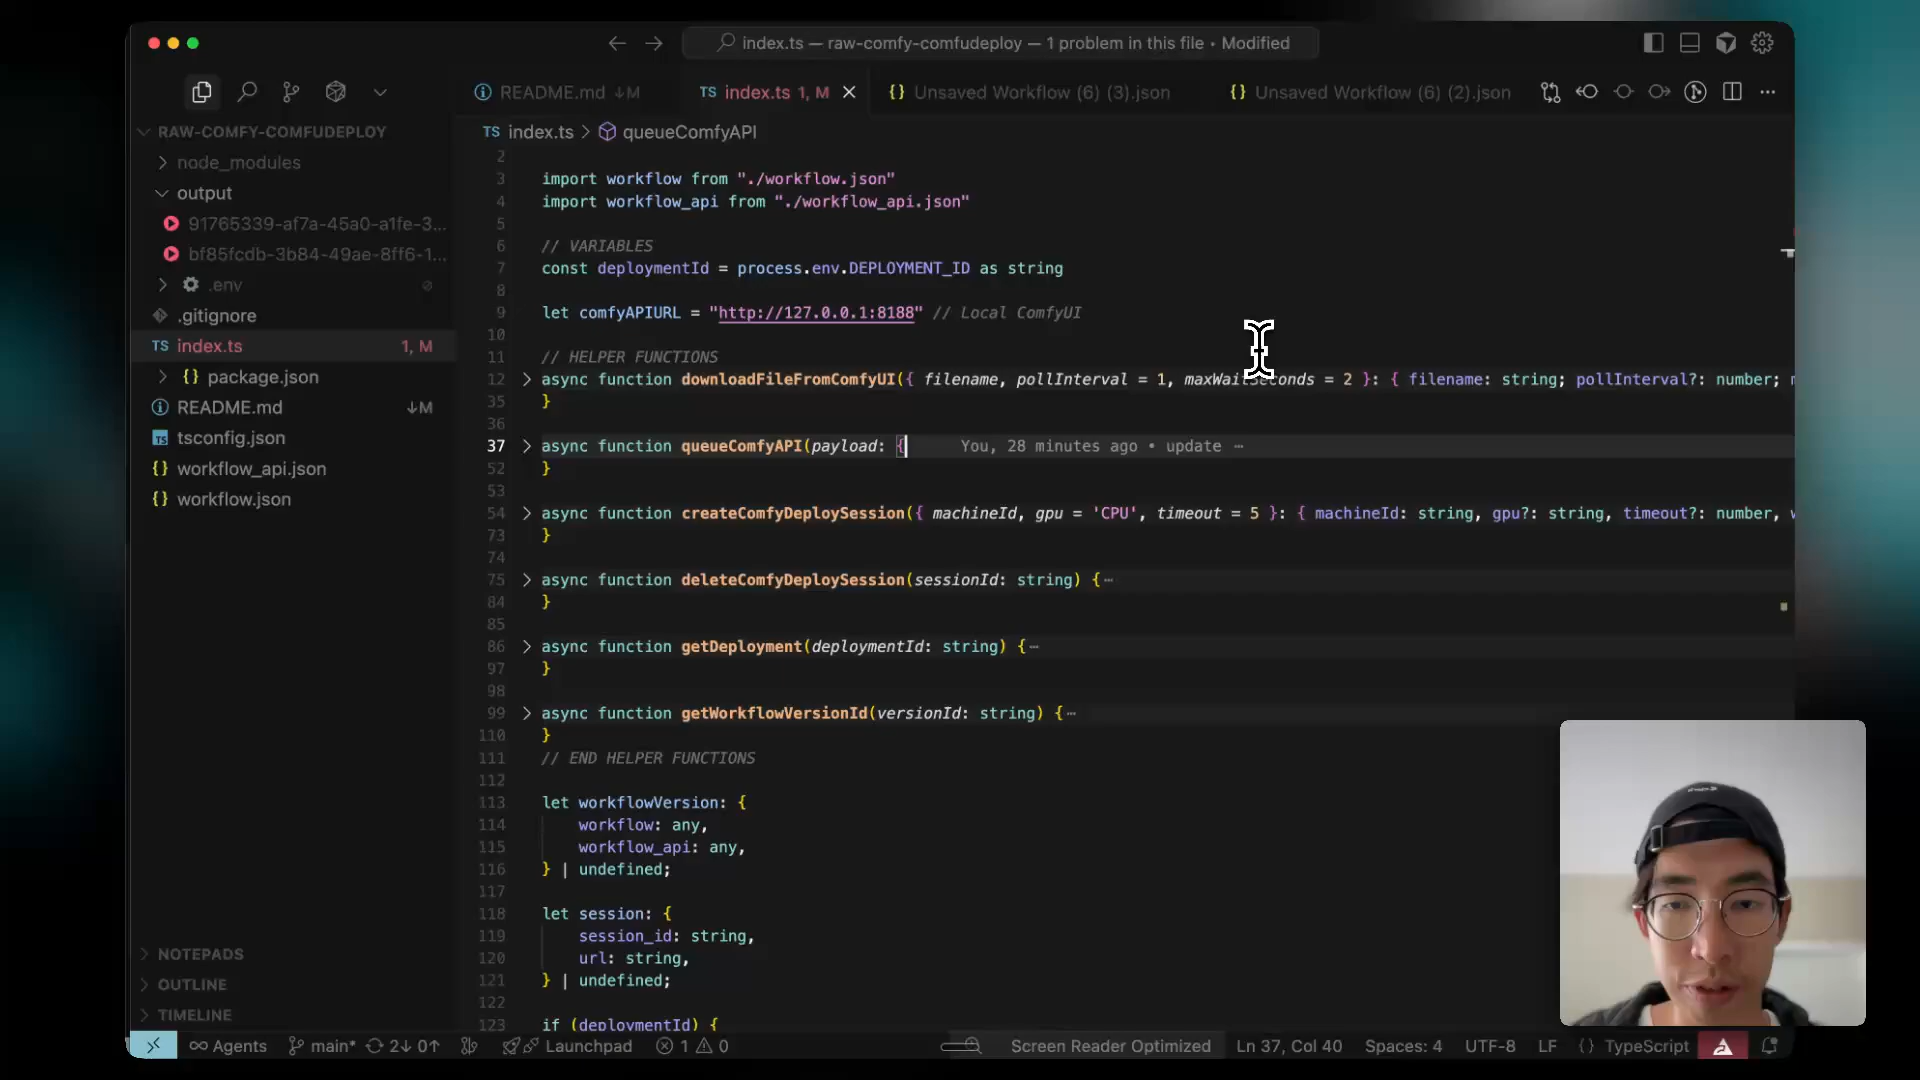 index.ts — raw-comfy-comfudeploy — 1 problem in this file • Modified
README.md ↓M
TS index.ts 1, M
{} Unsaved Workflow (6) (3).json
{} Unsaved Workflow (6) (2).json
RAW-COMFY-COMFUDEPLOY
node_modules
output
91765339-af7a-45a0-a1fe-3...
bf85fcdb-3b84-49ae-8ff6-1...
.env
.gitignore
TS index.ts 1, M
{} package.json
README.md ↓M
TS tsconfig.json
{} workflow_api.json
{} workflow.json
NOTEPADS
OUTLINE
TIMELINE
TS index.ts > queueComfyAPI
2
3 import workflow from "./workflow.json"
4 import workflow_api from "./workflow_api.json"
5
6 // VARIABLES
7 const deploymentId = process.env.DEPLOYMENT_ID as string
8
9 let comfyAPIURL = "http://127.0.0.1:8188" // Local ComfyUI
10
11 // HELPER FUNCTIONS
12 async function downloadFileFromComfyUI({ filename, pollInterval = 1, maxWaitSeconds = 2 }: { filename: string; pollInterval?: number;
35 }
36
37 async function queueComfyAPI(payload: { You, 28 minutes ago • update ⋯
52 }
53
54 async function createComfyDeploySession({ machineId, gpu = 'CPU', timeout = 5 }: { machineId: string, gpu?: string, timeout?: number,
73 }
74
75 async function deleteComfyDeploySession(sessionId: string) {⋯
84 }
85
86 async function getDeployment(deploymentId: string) {⋯
97 }
98
99 async function getWorkflowVersionId(versionId: string) {⋯
110 }
111 // END HELPER FUNCTIONS
112
113 let workflowVersion: {
114 workflow: any,
115 workflow_api: any,
116 } | undefined;
117
118 let session: {
119 session_id: string,
120 url: string,
121 } | undefined;
122
123 if (deploymentId) {
Agents main* 2↓ 0↑ Launchpad 1 0 Screen Reader Optimized Ln 37, Col 40 Spaces: 4 UTF-8 LF {} TypeScript